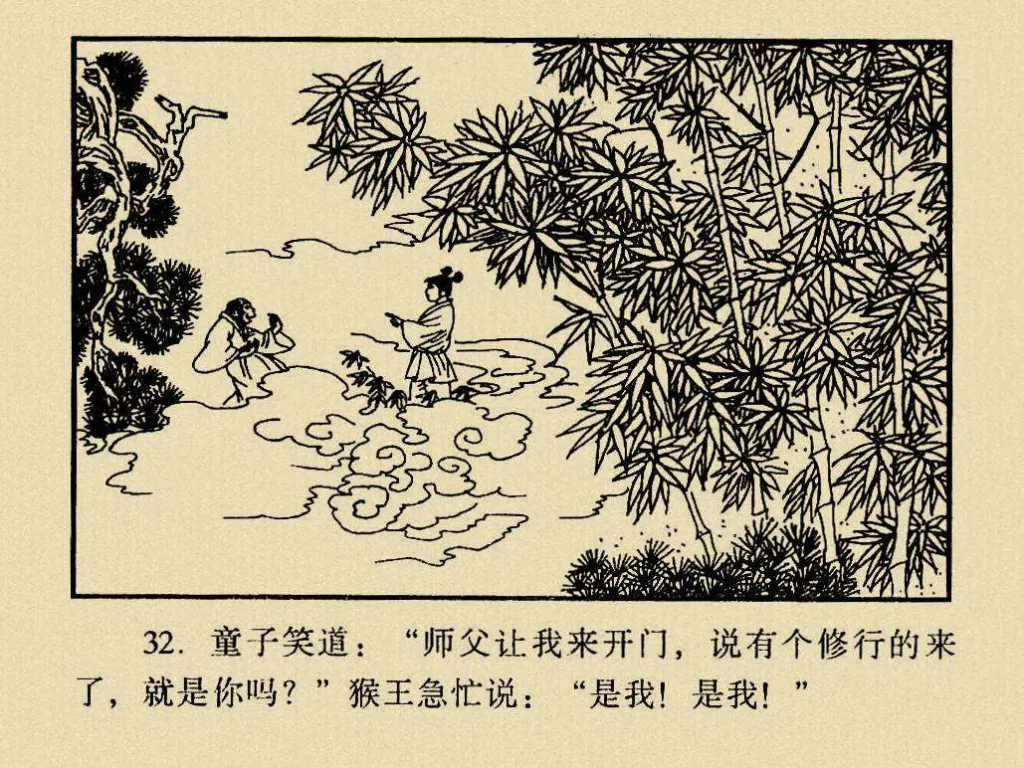 32. 童子笑道：“师父让我来开门，说有个修行的来
了，就是你吗？”猴王急忙说：“是我！是我！”